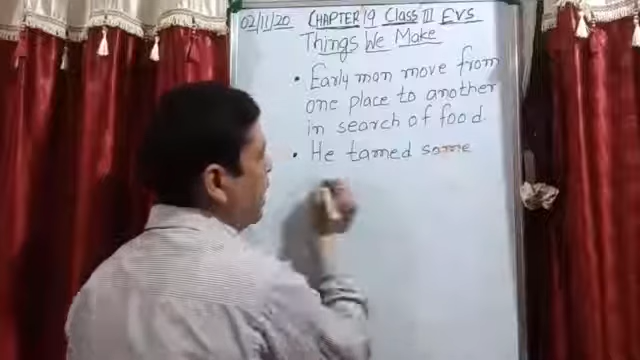 02/11/20 CHAPTER 19 Class III EVS
Things We Make
• Early man move from
one place to another
in search of food.
• He tamed some